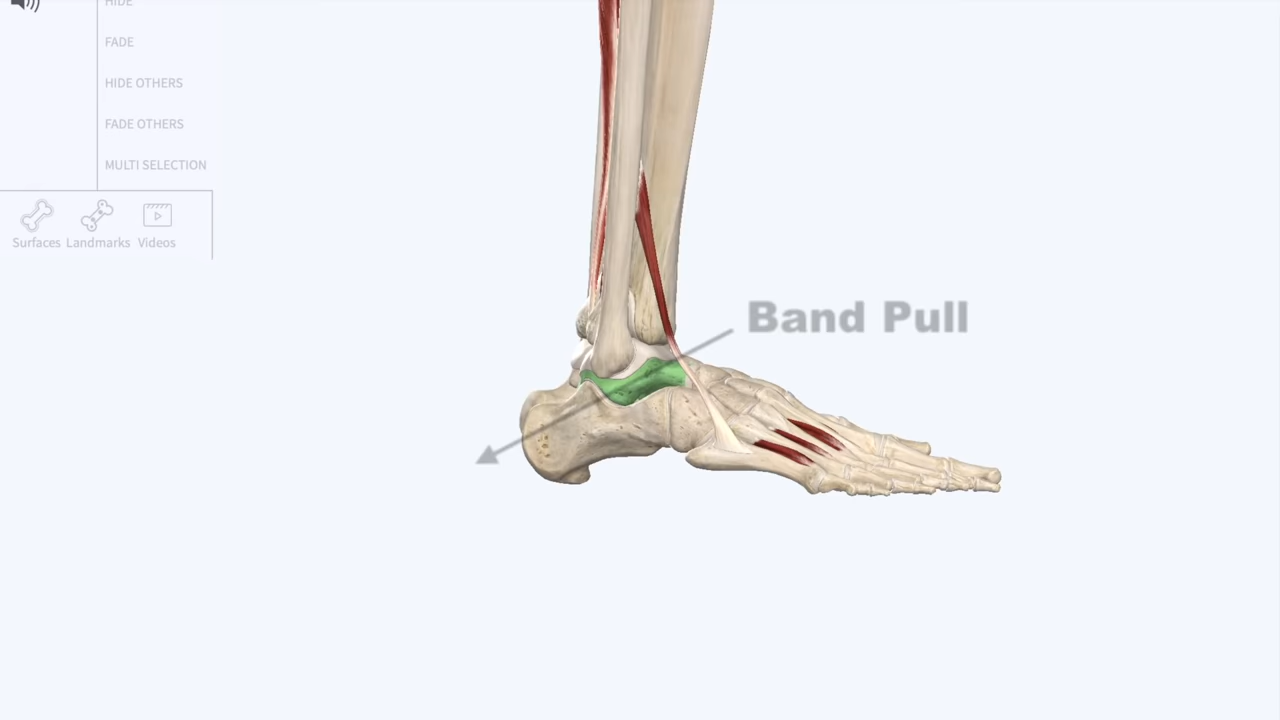 HIDE
FADE
HIDE OTHERS
FADE OTHERS
MULTI SELECTION
Surfaces Landmarks Videos
Band Pull